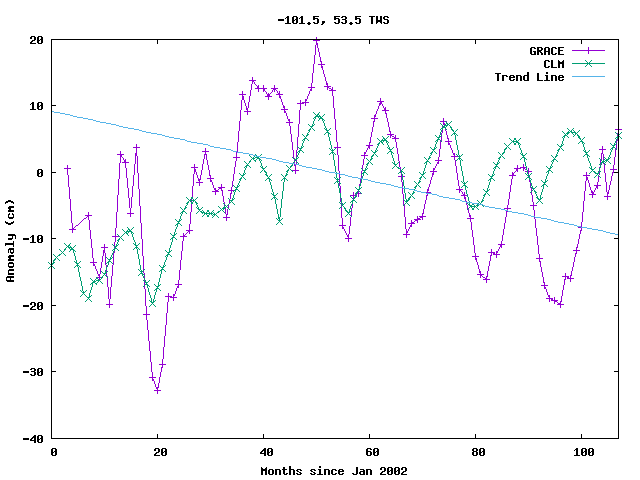 -101.5, 53.5 TWS
GRACE
CLM
Trend Line
20
10
0
-10
-20
-30
-40
Anomaly (cm)
0 20 40 60 80 100
Months since Jan 2002